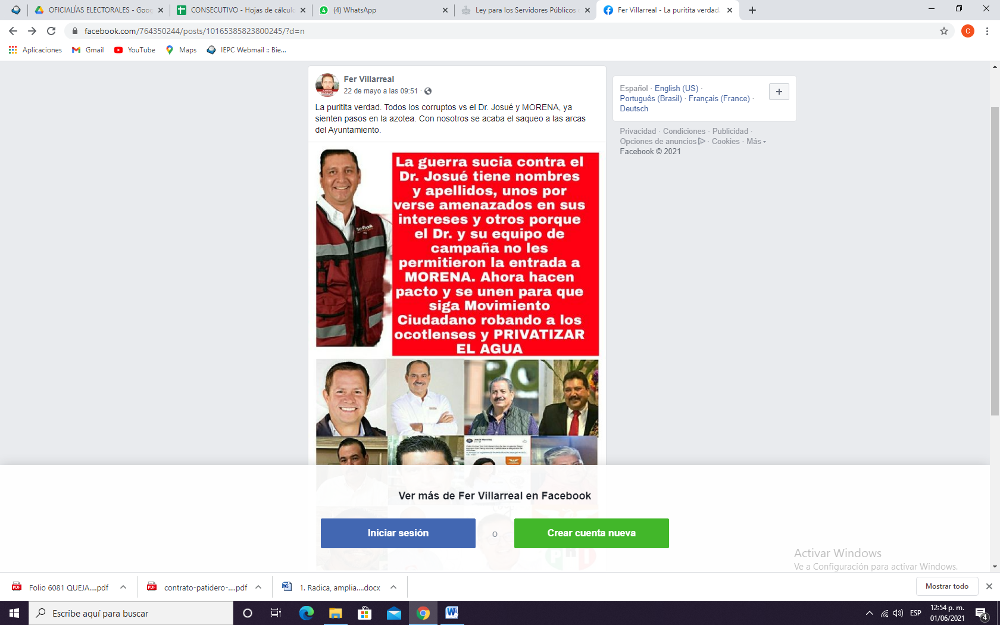 OFICIALÍAS ELECTORALES - Goog
CONSECUTIVO - Hojas de cálculo
(4) WhatsApp
Ley para los Servidores Públicos
Fer Villarreal - La puritita verdad.
facebook.com/764350244/posts/10165385823800245/?d=n
C
Aplicaciones
Gmail
YouTube
Maps
IEPC Webmail :: Bie...
Fer Villarreal
22 de mayo a las 09:51 ·
La puritita verdad. Todos los corruptos vs el Dr. Josué y MORENA, ya
sienten pasos en la azotea. Con nosotros se acaba el saqueo a las arcas
del Ayuntamiento.
La guerra sucia contra el
Dr. Josué tiene nombres
y apellidos, unos por
verse amenazados en sus
intereses y otros porque
el Dr. y su equipo de
campaña no les
permitieron la entrada a
MORENA. Ahora hacen
pacto y se unen para que
siga Movimiento
Ciudadano robando a los
ocotlenses y PRIVATIZAR
EL AGUA
Español · English (US) ·
Português (Brasil) · Français (France) ·
Deutsch
Privacidad · Condiciones · Publicidad ·
Opciones de anuncios · Cookies · Más
Facebook © 2021
Ver más de Fer Villarreal en Facebook
Iniciar sesión
o
Crear cuenta nueva
Activar Windows
Ve a Configuración para activar Windows.
Folio 6081 QUEJA....pdf
contrato-patidero-....pdf
1. Radica, amplia....docx
Mostrar todo
Escribe aquí para buscar
ESP
12:54 p. m.
01/06/2021
4